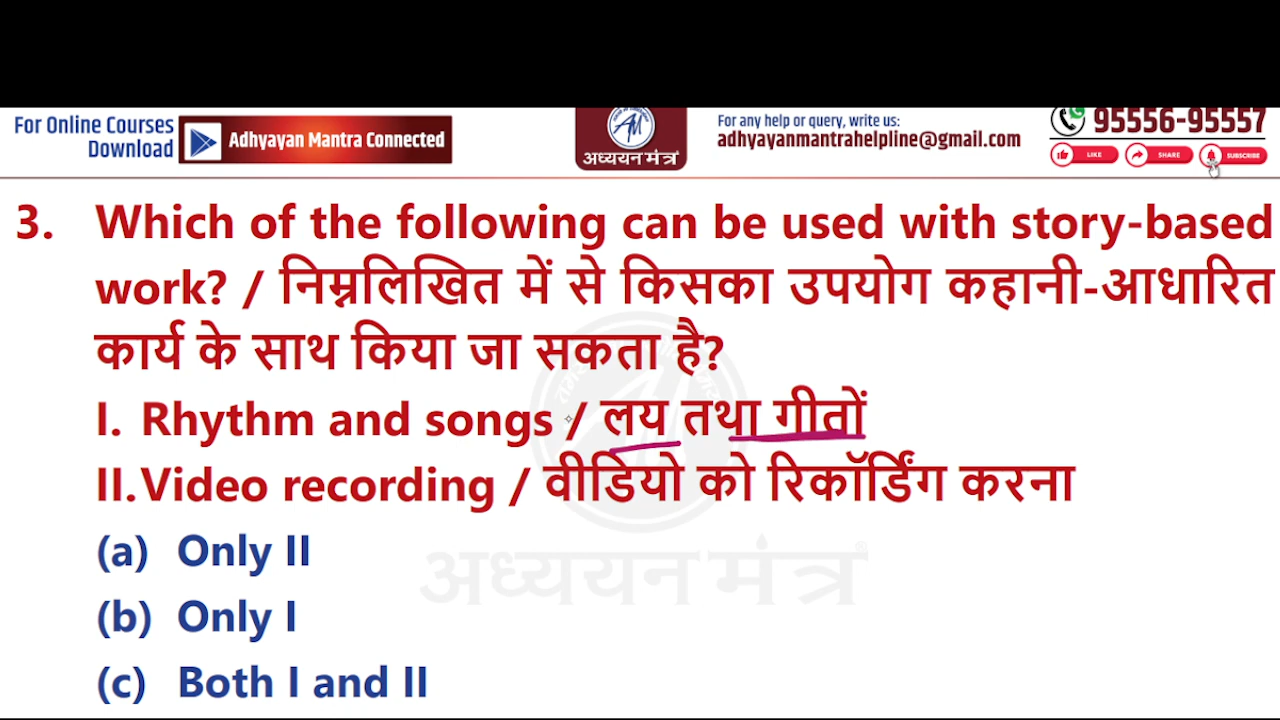 For Online Courses
Download
Adhyayan Mantra Connected
AM
अध्ययन मंत्र
For any help or query, write us:
adhyayanmantrahelpline@gmail.com
95556-95557
LIKE
SHARE
SUBSCRIBE
3. Which of the following can be used with story-based
work? / निम्नलिखित में से किसका उपयोग कहानी-आधारित
कार्य के साथ किया जा सकता है?
I. Rhythm and songs / लय तथा गीतों
II. Video recording / वीडियो को रिकॉर्डिंग करना
(a) Only II
(b) Only I
(c) Both I and II
अध्ययन मंत्र